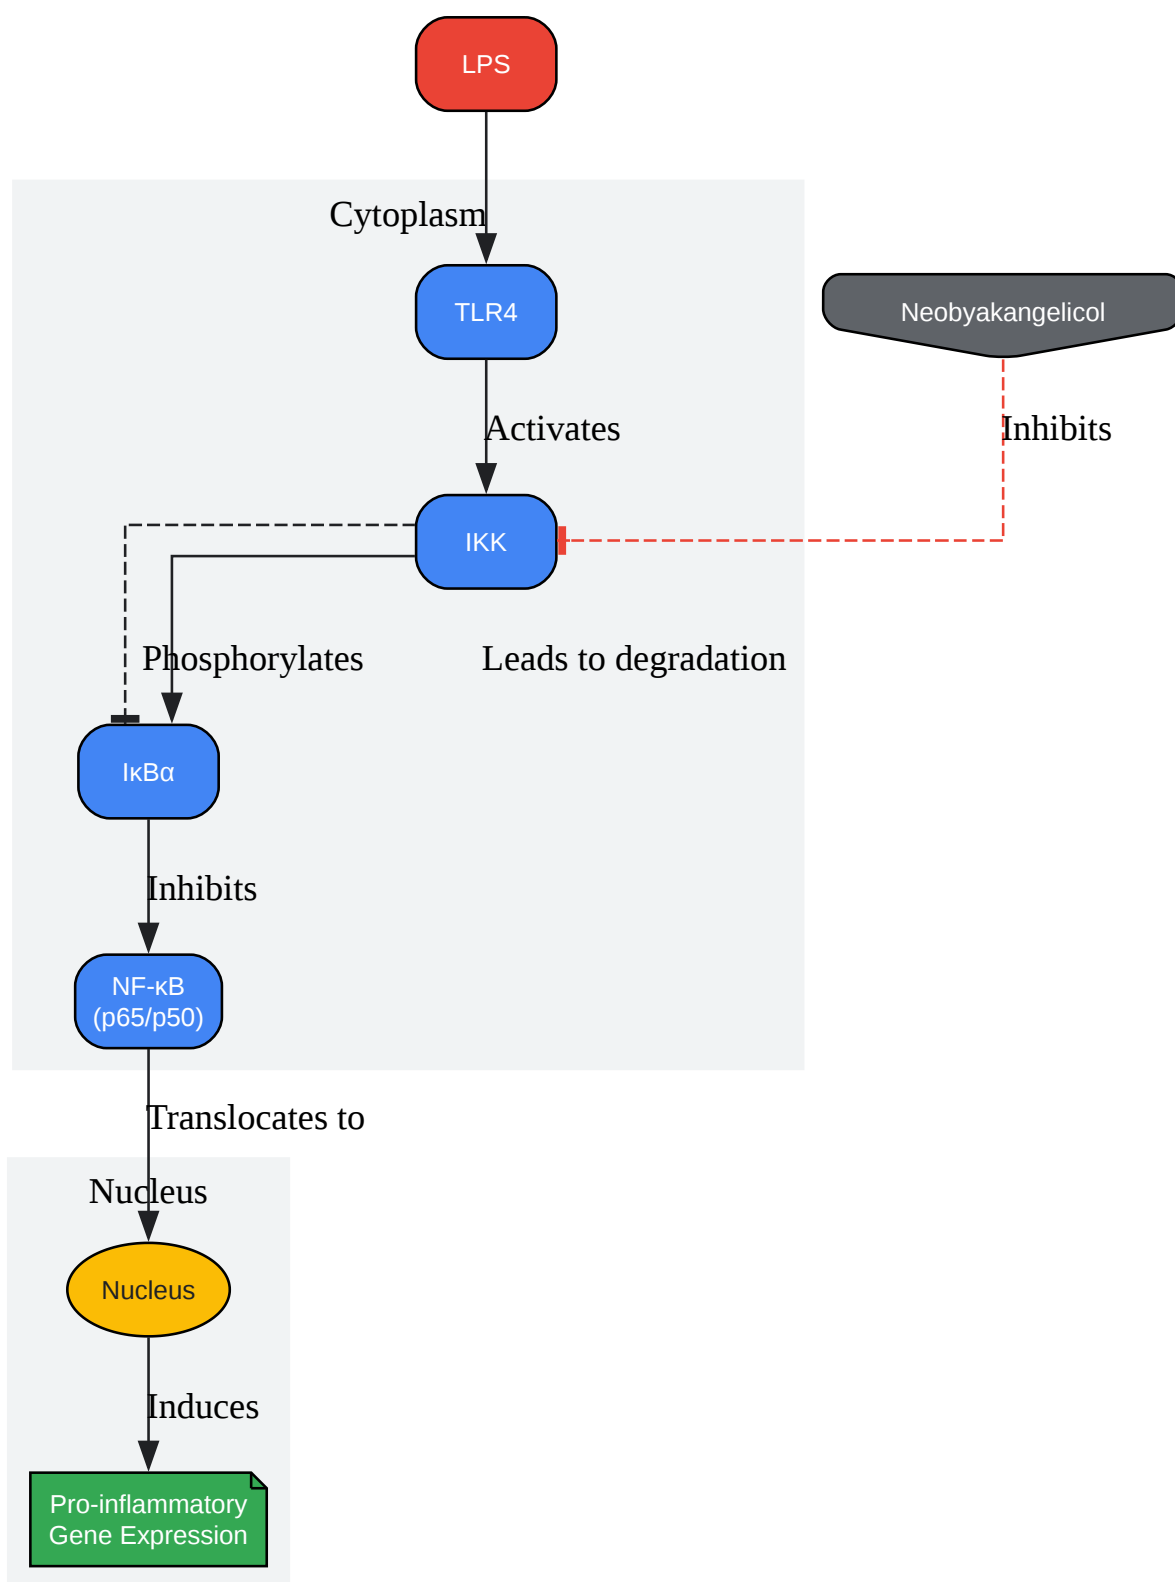 LPS
Cytoplasm
TLR4
Neobyakangelicol
Activates
Inhibits
IKK
Phosphorylates
Leads to degradation
IκBα
Inhibits
NF-κB
(p65/p50)
Translocates to
Nucleus
Nucleus
Induces
Pro-inflammatory
Gene Expression